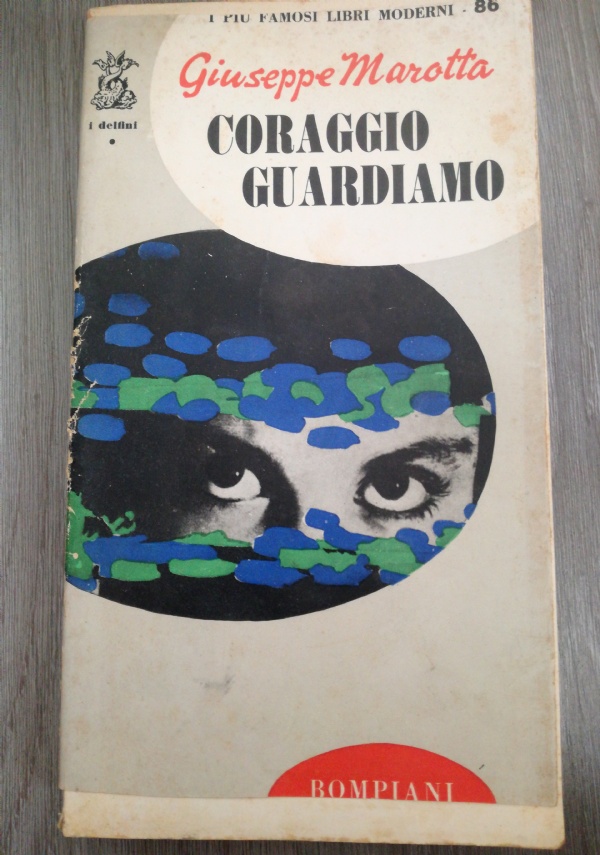 I PIÙ FAMOSI LIBRI MODERNI - 86
Giuseppe Marotta
i delfini
CORAGGIO
GUARDIAMO
BOMPIANI